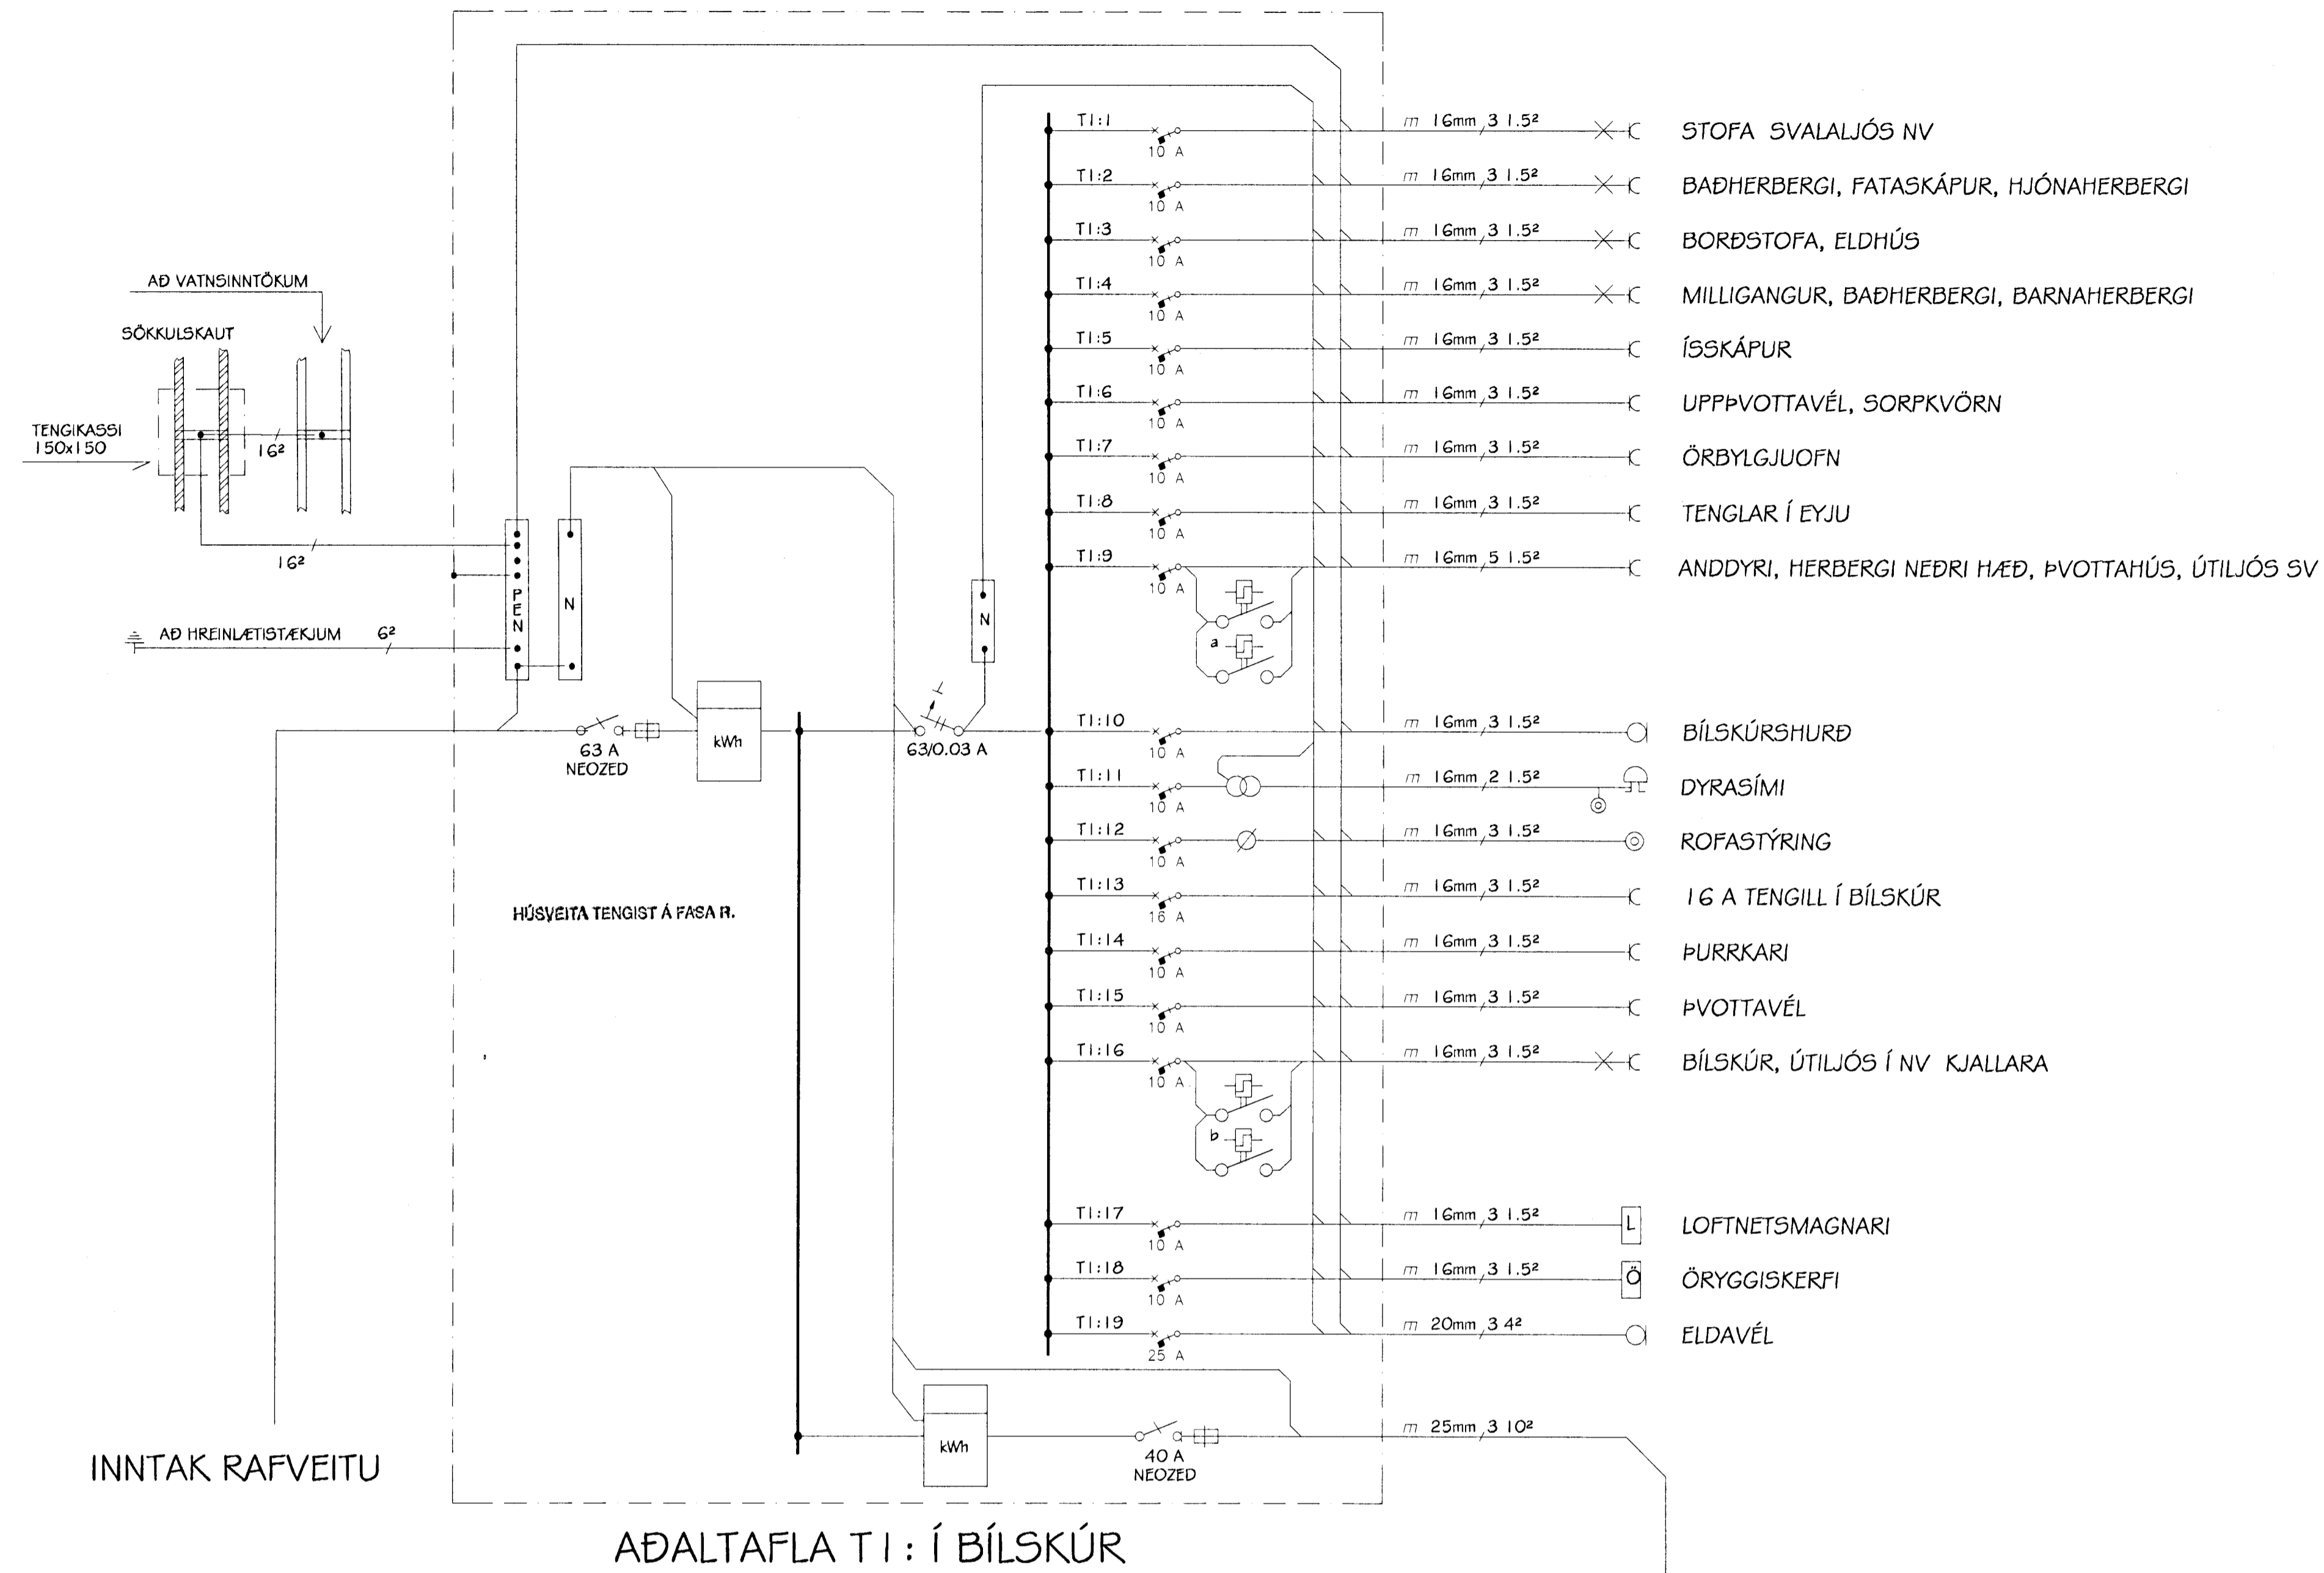 AÐ VATNSINNTÖKUM
SÖKKULSKAUT
TENGIKASSI
150x150
16²
16²
AÐ HREINLÆTISTÆKJUM 6²
PEN
N
63 A
NEOZED
kWh
63/0.03 A
N
HÚSVEITA TENGIST Á FASA R.
T1:1 10 A m 16mm, 3 1.5² STOFA SVALALJÓS NV
T1:2 10 A m 16mm, 3 1.5² BAÐHERBERGI, FATASKÁPUR, HJÓNAHERBERGI
T1:3 10 A m 16mm, 3 1.5² BORÐSTOFA, ELDHÚS
T1:4 10 A m 16mm, 3 1.5² MILLIGANGUR, BAÐHERBERGI, BARNAHERBERGI
T1:5 10 A m 16mm, 3 1.5² ÍSSKÁPUR
T1:6 10 A m 16mm, 3 1.5² UPPÞVOTTAVÉL, SORPKVÖRN
T1:7 10 A m 16mm, 3 1.5² ÖRBYLGJUOFN
T1:8 10 A m 16mm, 3 1.5² TENGLAR Í EYJU
T1:9 10 A m 16mm, 5 1.5² ANDDYRI, HERBERGI NEÐRI HÆÐ, ÞVOTTAHÚS, ÚTILJÓS SV
a
T1:10 10 A m 16mm, 3 1.5² BÍLSKÚRSHURÐ
T1:11 10 A m 16mm, 2 1.5² DYRASÍMI
T1:12 10 A m 16mm, 3 1.5² ROFASTÝRING
T1:13 16 A m 16mm, 3 1.5² 16 A TENGILL Í BÍLSKÚR
T1:14 10 A m 16mm, 3 1.5² ÞURRKARI
T1:15 10 A m 16mm, 3 1.5² ÞVOTTAVÉL
T1:16 10 A m 16mm, 3 1.5² BÍLSKÚR, ÚTILJÓS Í NV KJALLARA
b
T1:17 10 A m 16mm, 3 1.5² L LOFTNETSMAGNARI
T1:18 10 A m 16mm, 3 1.5² Ö ÖRYGGISKERFI
T1:19 25 A m 20mm, 3 4² ELDAVÉL
kWh
40 A
NEOZED
m 25mm, 3 10²
INNTAK RAFVEITU
AÐALTAFLA T1: Í BÍLSKÚR